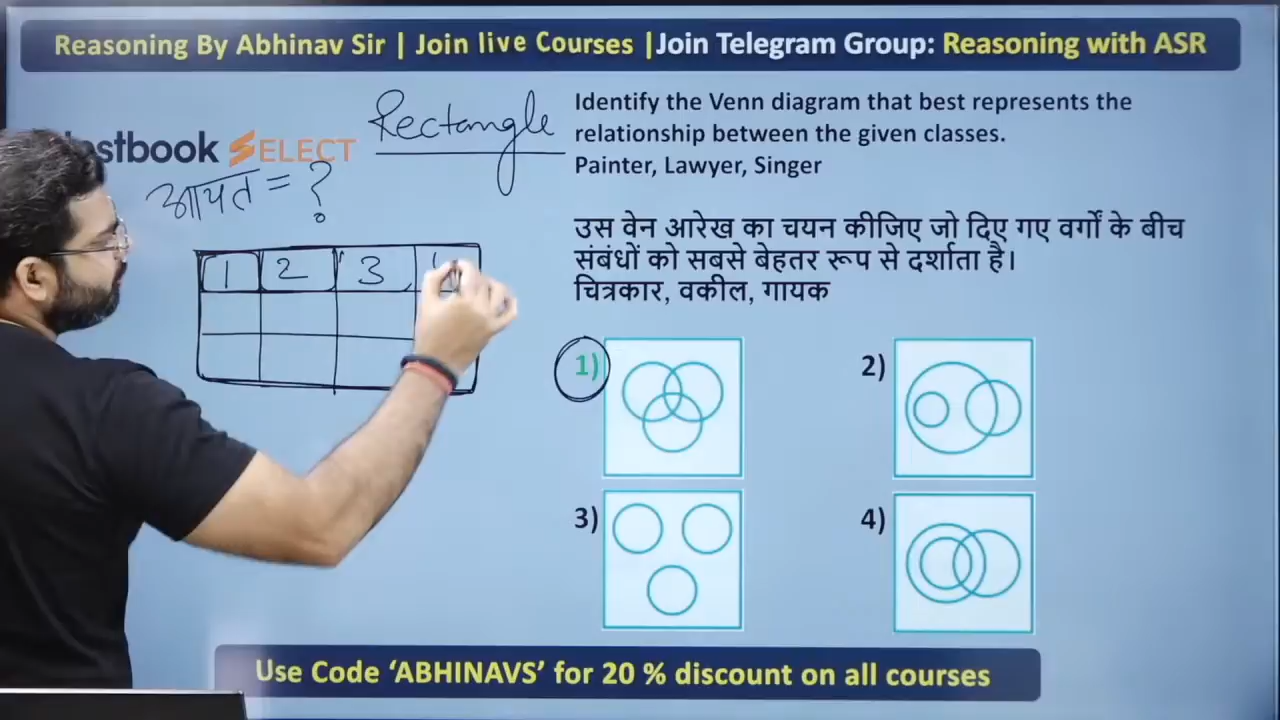 Reasoning By Abhinav Sir | Join live Courses |Join Telegram Group: Reasoning with ASR
Rectangle
SELECT
आयत = ?
1 2 3
Identify the Venn diagram that best represents the
relationship between the given classes.
Painter, Lawyer, Singer
उस वेन आरेख का चयन कीजिए जो दिए गए वर्गों के बीच
संबंधों को सबसे बेहतर रूप से दर्शाता है।
चित्रकार, वकील, गायक
1)
2)
3)
4)
Use Code ‘ABHINAVS’ for 20 % discount on all courses